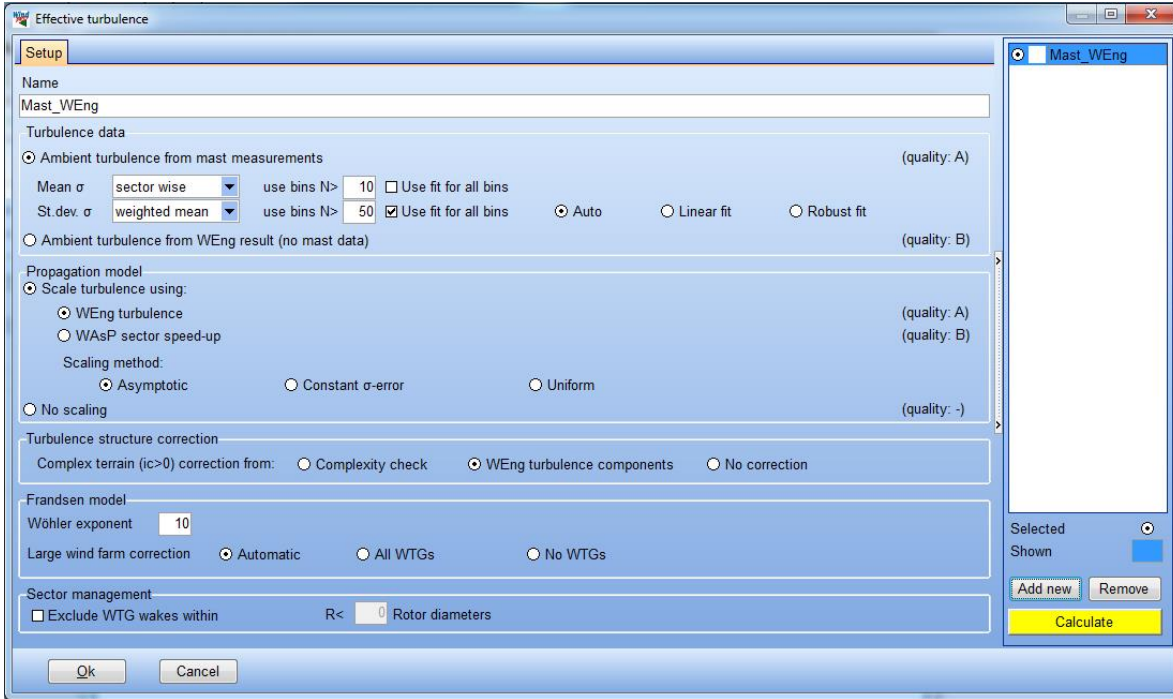 Effective turbulence
Setup
Name
Mast_WEng
Turbulence data
Ambient turbulence from mast measurements (quality: A)
Mean σ sector wise use bins N> 10 Use fit for all bins
St.dev. σ weighted mean use bins N> 50 Use fit for all bins Auto Linear fit Robust fit
Ambient turbulence from WEng result (no mast data) (quality: B)
Propagation model
Scale turbulence using:
WEng turbulence (quality: A)
WAsP sector speed-up (quality: B)
Scaling method:
Asymptotic Constant σ-error Uniform
No scaling (quality: -)
Turbulence structure correction
Complex terrain (ic>0) correction from: Complexity check WEng turbulence components No correction
Frandsen model
Wöhler exponent 10
Large wind farm correction Automatic All WTGs No WTGs
Sector management
Exclude WTG wakes within R< 0 Rotor diameters
Ok Cancel
Mast_WEng
Selected
Shown
Add new Remove
Calculate